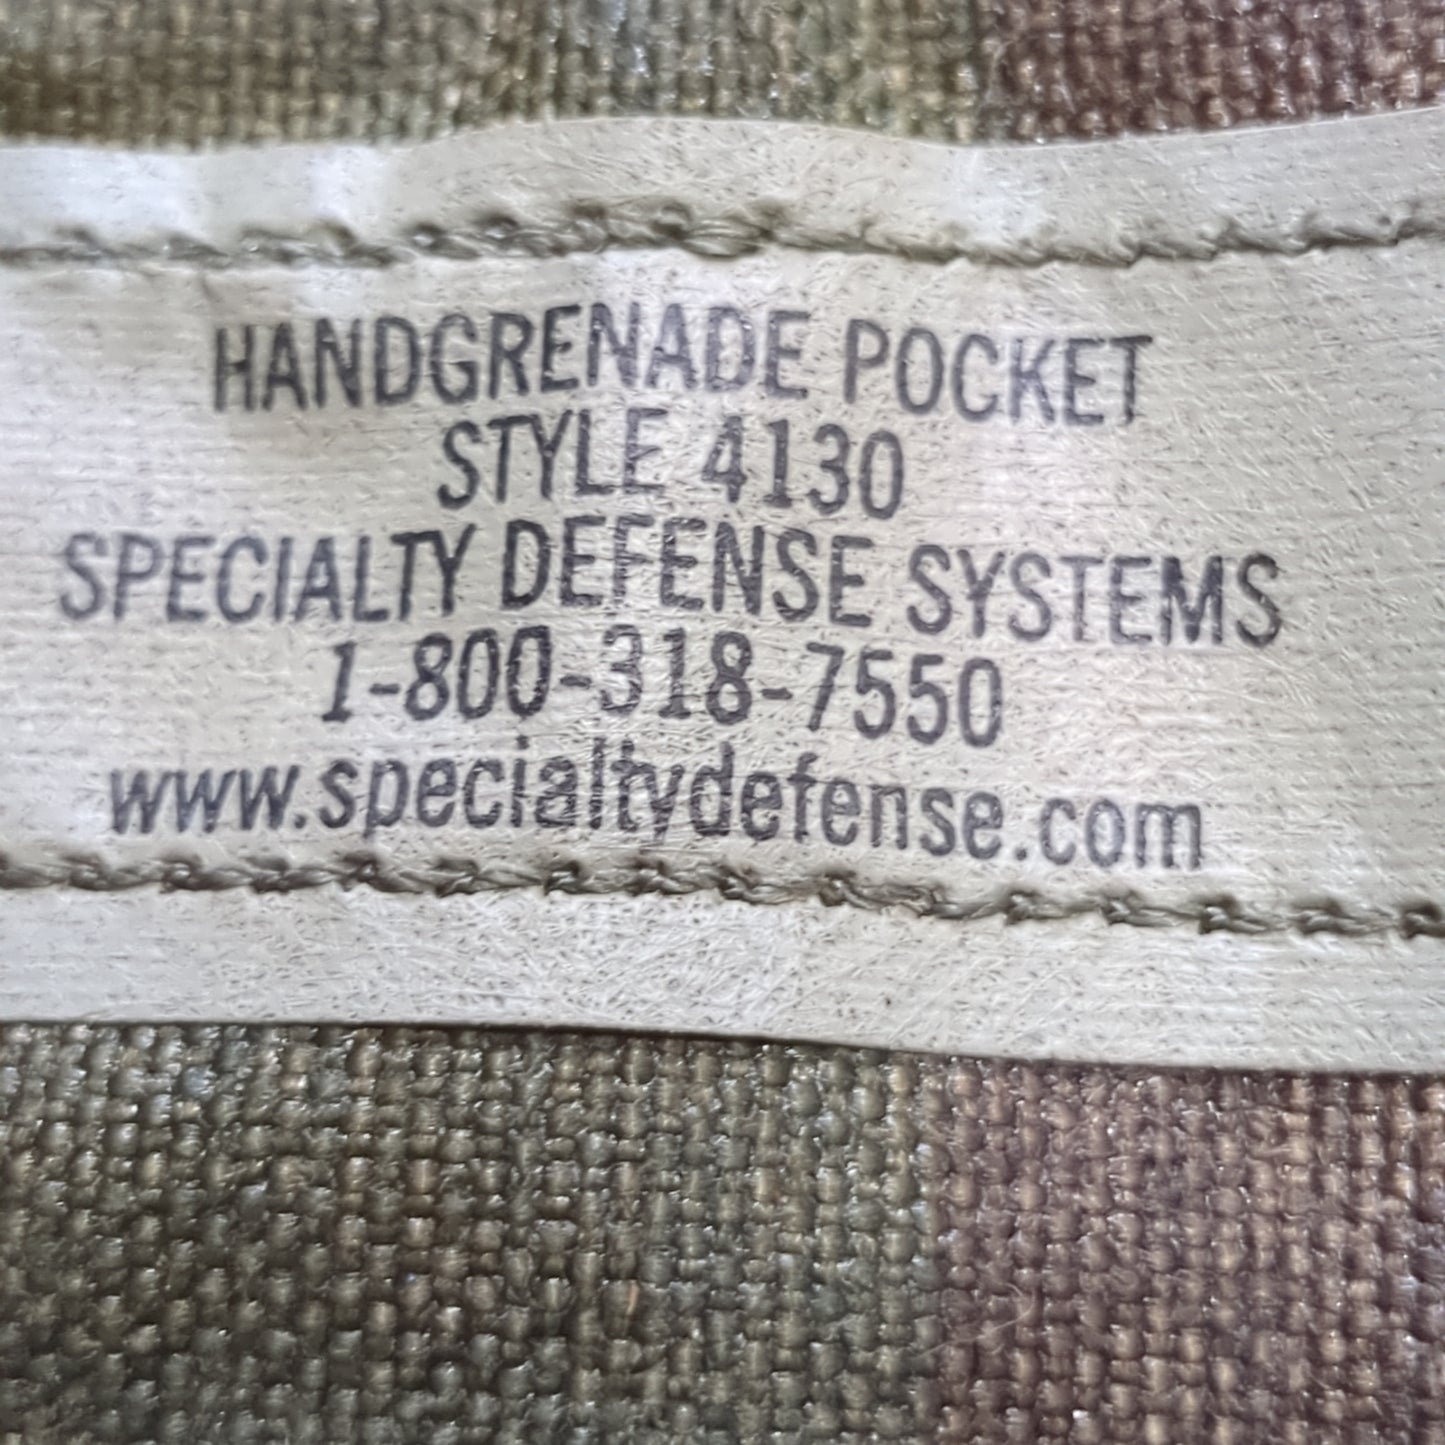 HANDGRENADE POCKET
STYLE 4130
SPECIALTY DEFENSE SYSTEMS
1-800-318-7550
www.specialtydefense.com